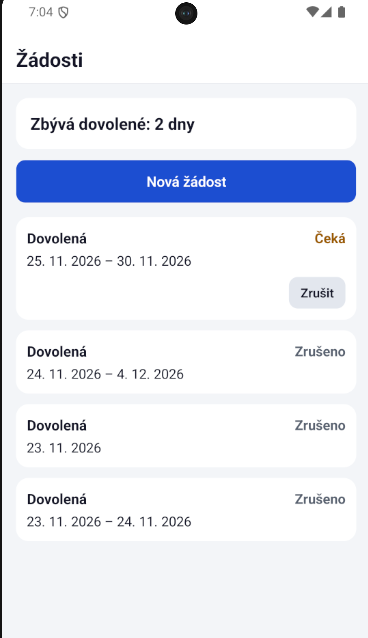 7:04
Žádosti
Zbývá dovolené: 2 dny
Nová žádost
Dovolená Čeká
25. 11. 2026 – 30. 11. 2026
Zrušit
Dovolená Zrušeno
24. 11. 2026 – 4. 12. 2026
Dovolená Zrušeno
23. 11. 2026
Dovolená Zrušeno
23. 11. 2026 – 24. 11. 2026